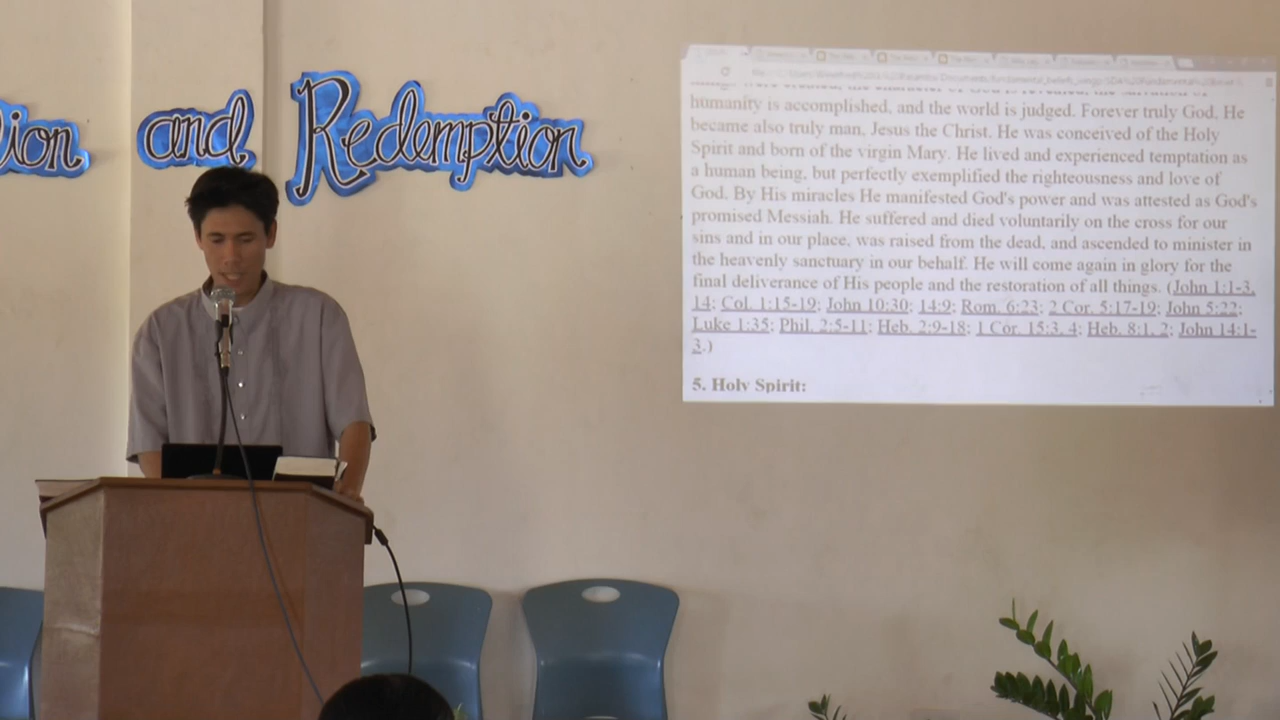 ion and Redemption
humanity is accomplished, and the world is judged. Forever truly God. He
became also truly man, Jesus the Christ. He was conceived of the Holy
Spirit and born of the virgin Mary. He lived and experienced temptation as
a human being, but perfectly exemplified the righteousness and love of
God. By His miracles He manifested God's power and was attested as God's
promised Messiah. He suffered and died voluntarily on the cross for our
sins and in our place, was raised from the dead, and ascended to minister in
the heavenly sanctuary in our behalf. He will come again in glory for the
final deliverance of His people and the restoration of all things. (John 1:1-3,
14; Col. 1:15-19; John 10:30; 14:9; Rom. 6:23; 2 Cor. 5:17-19; John 5:22;
Luke 1:35; Phil. 2:5-11; Heb. 2:9-18; 1 Cor. 15:3, 4; Heb. 8:1, 2; John 14:1-
3.)
5. Holy Spirit: